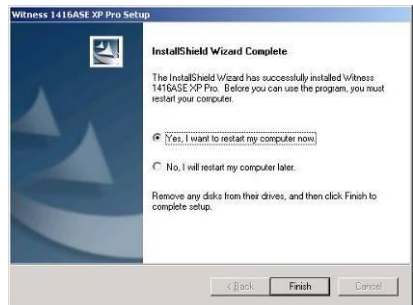 Witness 1416ASE XP Pro Setup
InstallShield Wizard Complete
The InstallShield Wizard has successfully installed Witness
1416ASE XP Pro. Before you can use the program, you must
restart your computer.
Yes, I want to restart my computer now.
No, I will restart my computer later.
Remove any disks from their drives, and then click Finish to
complete setup.
< Back Finish Cancel